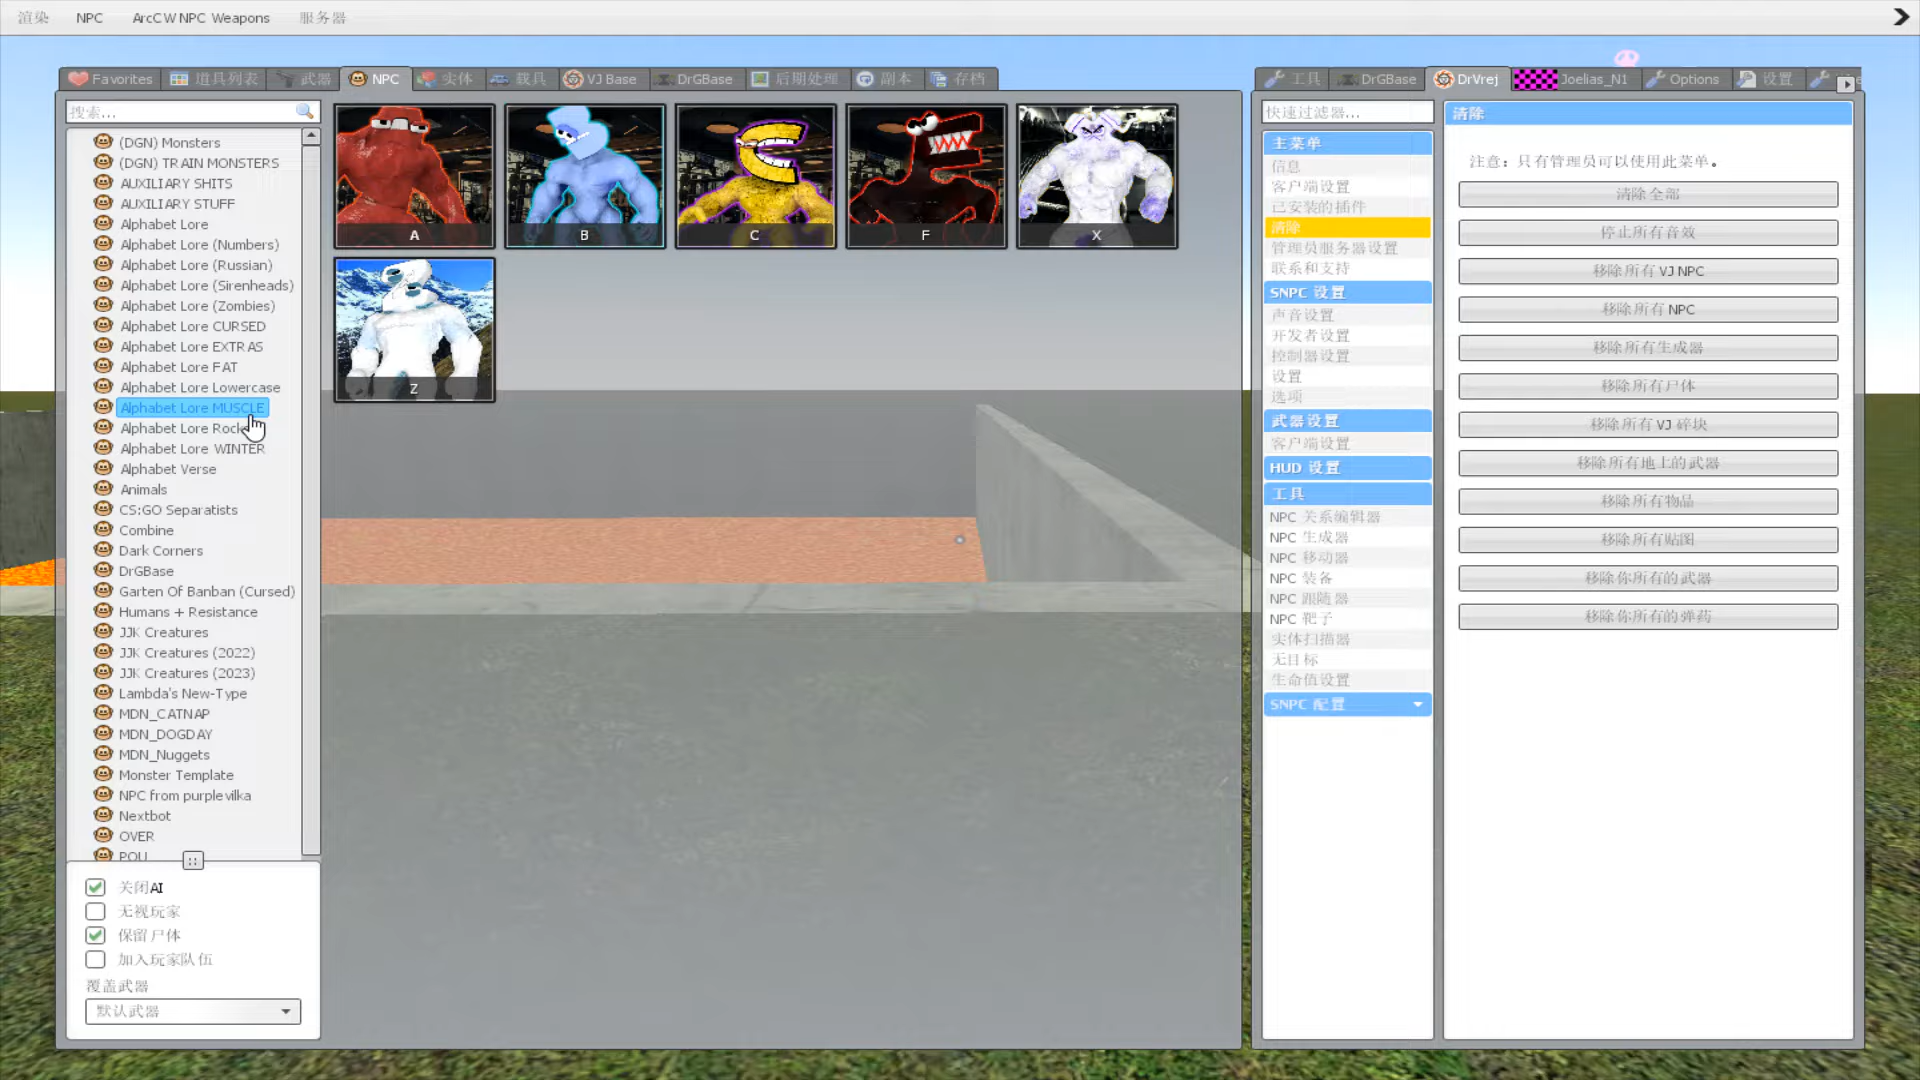 渲染 NPC ArcCW NPC Weapons 服务器
Favorites 道具列表 武器 NPC 实体 载具 VJ Base DrGBase 后期处理 副本 存档
搜索...
(DGN) Monsters
(DGN) TRAIN MONSTERS
AUXILIARY SHITS
AUXILIARY STUFF
Alphabet Lore
Alphabet Lore (Numbers)
Alphabet Lore (Russian)
Alphabet Lore (Sirenheads)
Alphabet Lore (Zombies)
Alphabet Lore CURSED
Alphabet Lore EXTRAS
Alphabet Lore FAT
Alphabet Lore Lowercase
Alphabet Lore MUSCLE
Alphabet Lore
Alphabet Lore WINTER
Alphabet Verse
Animals
CS:GO Separatists
Combine
Dark Corners
DrGBase
Garten Of Banban (Cursed)
Humans + Resistance
JJK Creatures
JJK Creatures (2022)
JJK Creatures (2023)
Lambda's New-Type
MDN_CATNAP
MDN_DOGDAY
MDN_Nuggets
Monster Template
NPC from purplevilka
Nextbot
OVER
POU
关闭AI
无视玩家
保留尸体
加入玩家队伍
覆盖武器
默认武器
A
B
C
F
X
Z
工具 DrGBase DrVrej Joelias_N1 Options 设置
快速过滤器...
主菜单
信息
客户端设置
已安装的插件
清除
管理员服务器设置
联系和支持
SNPC 设置
声音设置
开发者设置
控制器设置
设置
选项
武器设置
客户端设置
HUD 设置
工具
NPC 关系编辑器
NPC 生成器
NPC 移动器
NPC 装备
NPC 跟随器
NPC 靶子
实体扫描器
无目标
生命值设置
SNPC 配置
清除
注意：只有管理员可以使用此菜单。
清除全部
停止所有音效
移除所有 VJ NPC
移除所有 NPC
移除所有生成器
移除所有尸体
移除所有 VJ 碎块
移除所有地上的武器
移除所有物品
移除所有贴图
移除你所有的武器
移除你所有的弹药